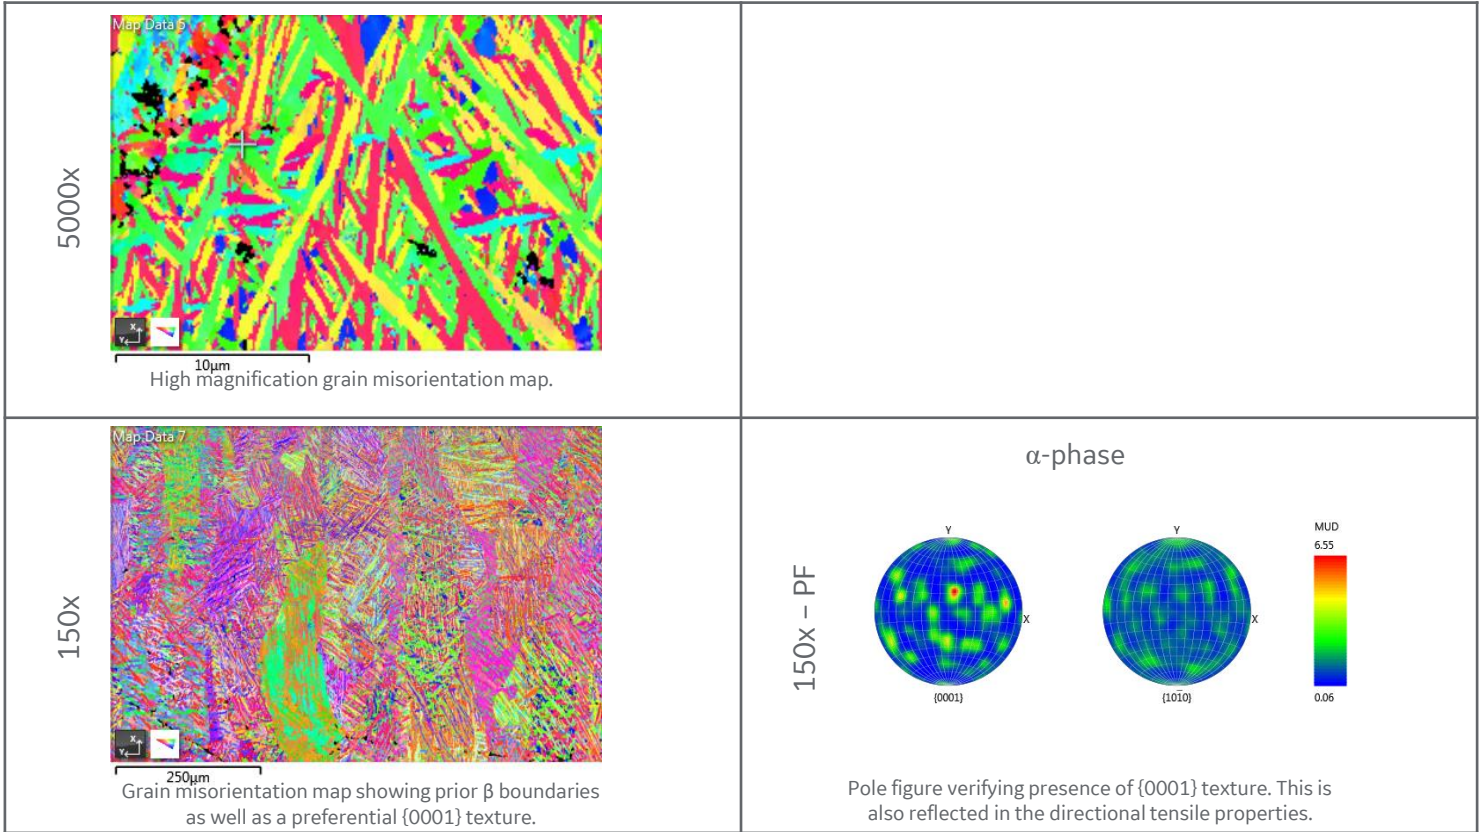 Map Data 5
5000x
10µm
High magnification grain misorientation map.
Map Data 7
150x
250µm
Grain misorientation map showing prior β boundaries
as well as a preferential {0001} texture.
α-phase
150x – PF
Y
X
{0001}
Y
X
{101̄0}
MUD
6.55
0.06
Pole figure verifying presence of {0001} texture. This is
also reflected in the directional tensile properties.